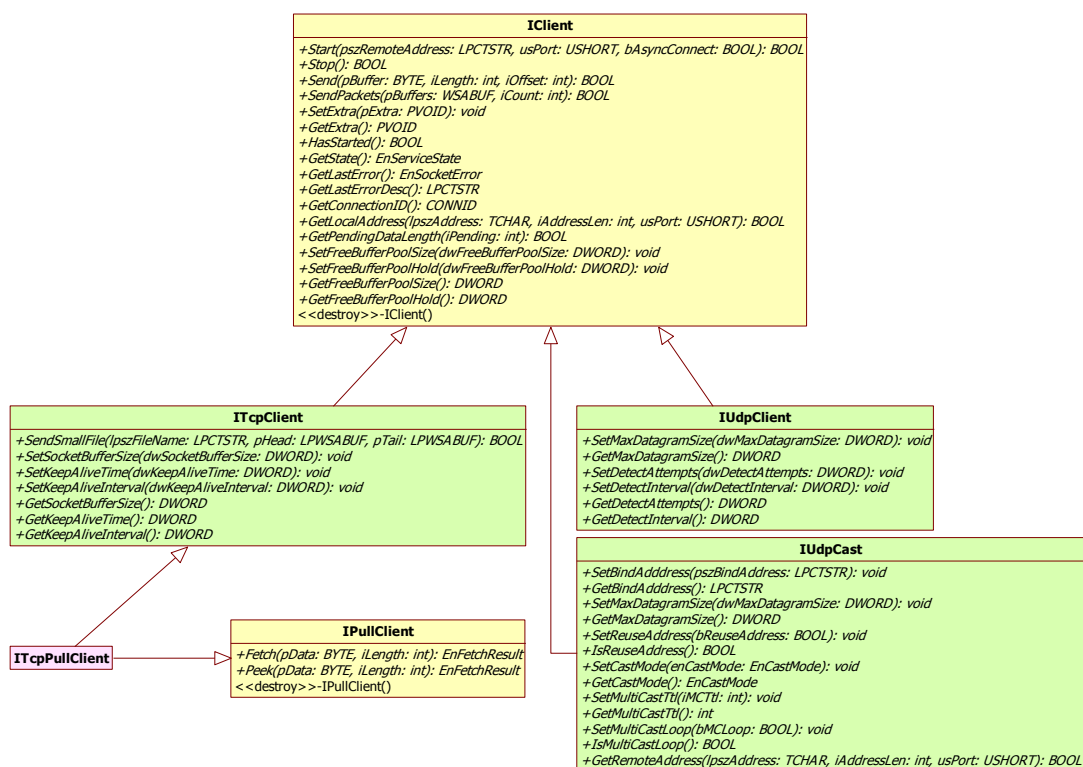 IClient
+Start(pszRemoteAddress: LPCTSTR, usPort: USHORT, bAsyncConnect: BOOL): BOOL
+Stop(): BOOL
+Send(pBuffer: BYTE, iLength: int, iOffset: int): BOOL
+SendPackets(pBuffers: WSABUF, iCount: int): BOOL
+SetExtra(pExtra: PVOID): void
+GetExtra(): PVOID
+HasStarted(): BOOL
+GetState(): EnServiceState
+GetLastError(): EnSocketError
+GetLastErrorDesc(): LPCTSTR
+GetConnectionID(): CONNID
+GetLocalAddress(lpszAddress: TCHAR, iAddressLen: int, usPort: USHORT): BOOL
+GetPendingDataLength(iPending: int): BOOL
+SetFreeBufferPoolSize(dwFreeBufferPoolSize: DWORD): void
+SetFreeBufferPoolHold(dwFreeBufferPoolHold: DWORD): void
+GetFreeBufferPoolSize(): DWORD
+GetFreeBufferPoolHold(): DWORD
<<destroy>>-IClient()
ITcpClient
+SendSmallFile(lpszFileName: LPCTSTR, pHead: LPWSABUF, pTail: LPWSABUF): BOOL
+SetSocketBufferSize(dwSocketBufferSize: DWORD): void
+SetKeepAliveTime(dwKeepAliveTime: DWORD): void
+SetKeepAliveInterval(dwKeepAliveInterval: DWORD): void
+GetSocketBufferSize(): DWORD
+GetKeepAliveTime(): DWORD
+GetKeepAliveInterval(): DWORD
IUdpClient
+SetMaxDatagramSize(dwMaxDatagramSize: DWORD): void
+GetMaxDatagramSize(): DWORD
+SetDetectAttempts(dwDetectAttempts: DWORD): void
+SetDetectInterval(dwDetectInterval: DWORD): void
+GetDetectAttempts(): DWORD
+GetDetectInterval(): DWORD
IUdpCast
+SetBindAdddress(pszBindAddress: LPCTSTR): void
+GetBindAddress(): LPCTSTR
+SetMaxDatagramSize(dwMaxDatagramSize: DWORD): void
+GetMaxDatagramSize(): DWORD
+SetReuseAddress(bReuseAddress: BOOL): void
+IsReuseAddress(): BOOL
+SetCastMode(enCastMode: EnCastMode): void
+GetCastMode(): EnCastMode
+SetMultiCastTtl(iMCTtl: int): void
+GetMultiCastTtl(): int
+SetMultiCastLoop(bMCLoop: BOOL): void
+IsMultiCastLoop(): BOOL
+GetRemoteAddress(lpszAddress: TCHAR, iAddressLen: int, usPort: USHORT): BOOL
ITcpPullClient
IPullClient
+Fetch(pData: BYTE, iLength: int): EnFetchResult
+Peek(pData: BYTE, iLength: int): EnFetchResult
<<destroy>>-IPullClient()